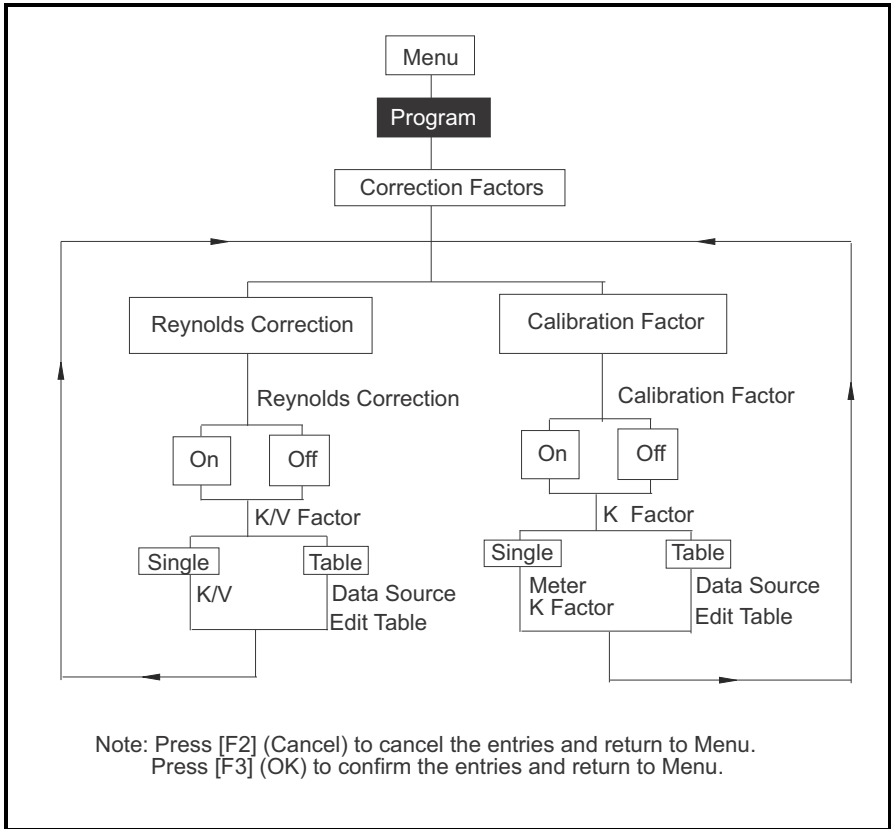 Menu
Program
Correction Factors
Reynolds Correction
Calibration Factor
Reynolds Correction
Calibration Factor
On
Off
On
Off
K/V Factor
K Factor
Single
Table
Single
Table
K/V
Data Source
Edit Table
Meter
K Factor
Data Source
Edit Table
Note: Press [F2] (Cancel) to cancel the entries and return to Menu.
Press [F3] (OK) to confirm the entries and return to Menu.